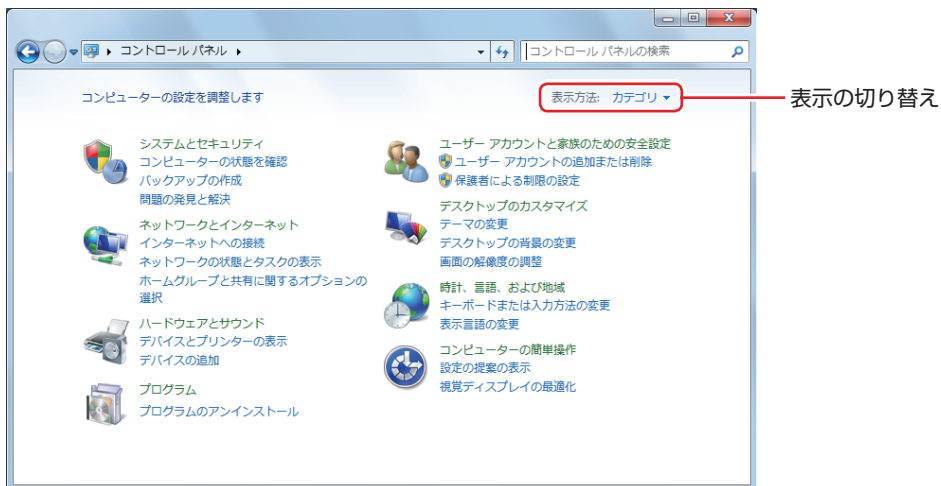 コントロール パネル
コントロール パネルの検索
コンピューターの設定を調整します
表示方法: カテゴリ
表示の切り替え
システムとセキュリティ
コンピューターの状態を確認
バックアップの作成
問題の発見と解決
ネットワークとインターネット
インターネットへの接続
ネットワークの状態とタスクの表示
ホームグループと共有に関するオプションの
選択
ハードウェアとサウンド
デバイスとプリンターの表示
デバイスの追加
プログラム
プログラムのアンインストール
ユーザー アカウントと家族のための安全設定
ユーザー アカウントの追加または削除
保護者による制限の設定
デスクトップのカスタマイズ
テーマの変更
デスクトップの背景の変更
画面の解像度の調整
時計、言語、および地域
キーボードまたは入力方法の変更
表示言語の変更
コンピューターの簡単操作
設定の提案の表示
視覚ディスプレイの最適化